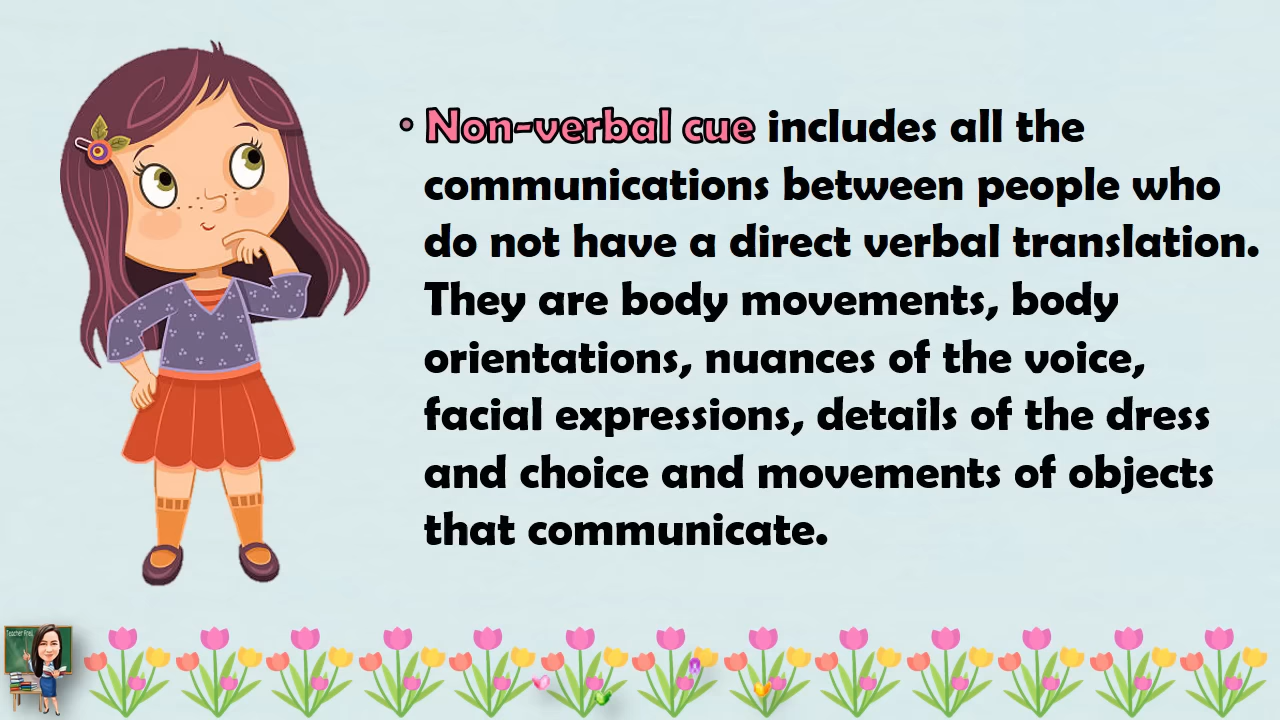 • Non-verbal cue includes all the
communications between people who
do not have a direct verbal translation.
They are body movements, body
orientations, nuances of the voice,
facial expressions, details of the dress
and choice and movements of objects
that communicate.
Teacher